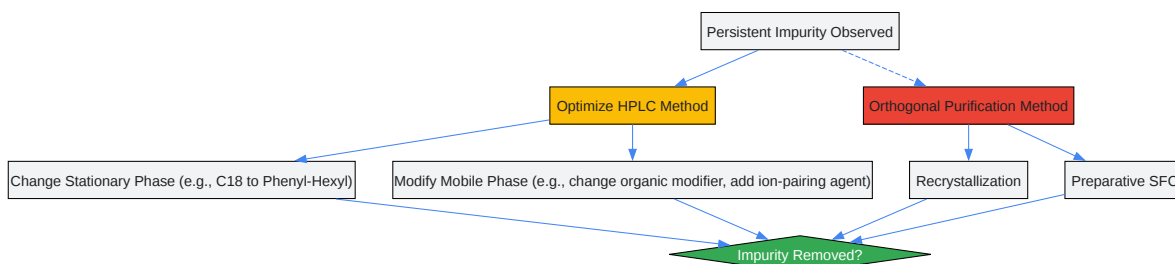 Persistent Impurity Observed
Optimize HPLC Method
Orthogonal Purification Method
Change Stationary Phase (e.g., C18 to Phenyl-Hexyl)
Modify Mobile Phase (e.g., change organic modifier, add ion-pairing agent)
Recrystallization
Preparative SFC
Impurity Removed?